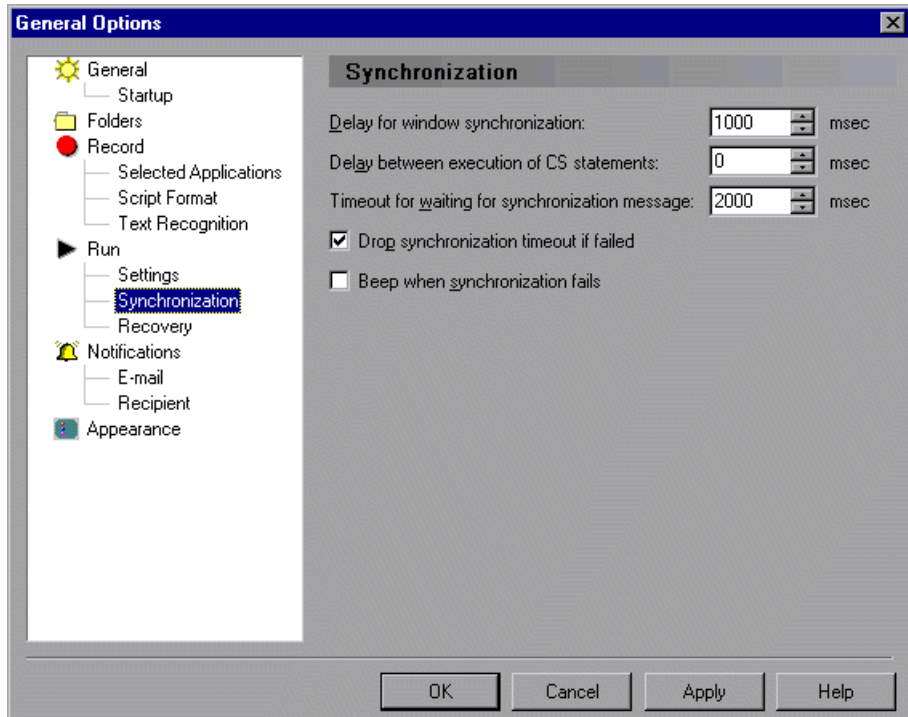 General Options
General
Startup
Folders
Record
Selected Applications
Script Format
Text Recognition
Run
Settings
Synchronization
Recovery
Notifications
E-mail
Recipient
Appearance
Synchronization
Delay for window synchronization: 1000 msec
Delay between execution of CS statements: 0 msec
Timeout for waiting for synchronization message: 2000 msec
Drop synchronization timeout if failed
Beep when synchronization fails
OK Cancel Apply Help